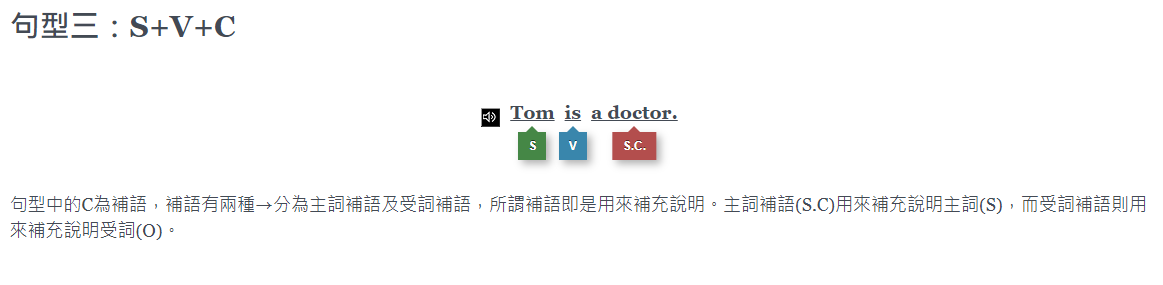 句型三：S+V+C
Tom is a doctor.
S V S.C.
句型中的C為補語，補語有兩種→分為主詞補語及受詞補語，所謂補語即是用來補充說明。主詞補語(S.C)用來補充說明主詞(S)，而受詞補語則用
來補充說明受詞(O)。